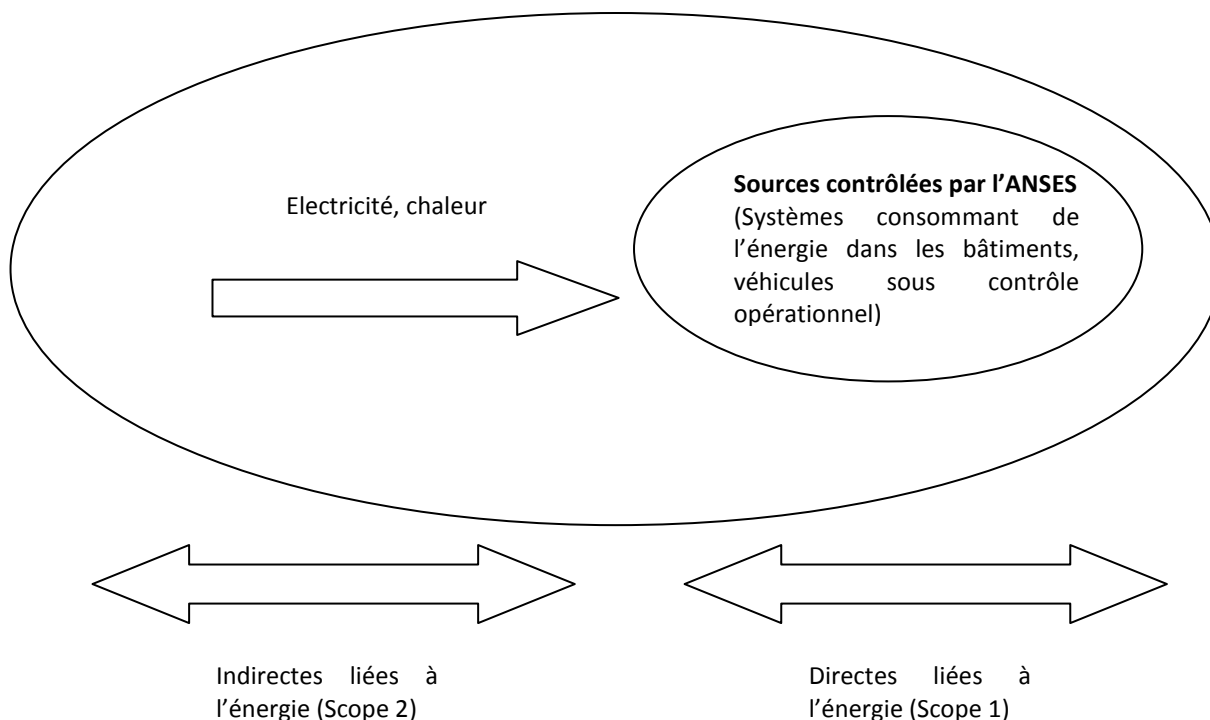 Electricité, chaleur
Sources contrôlées par l’ANSES
(Systèmes consommant de
l’énergie dans les bâtiments,
véhicules sous contrôle
opérationnel)
Indirectes liées à
l’énergie (Scope 2)
Directes liées à
l’énergie (Scope 1)